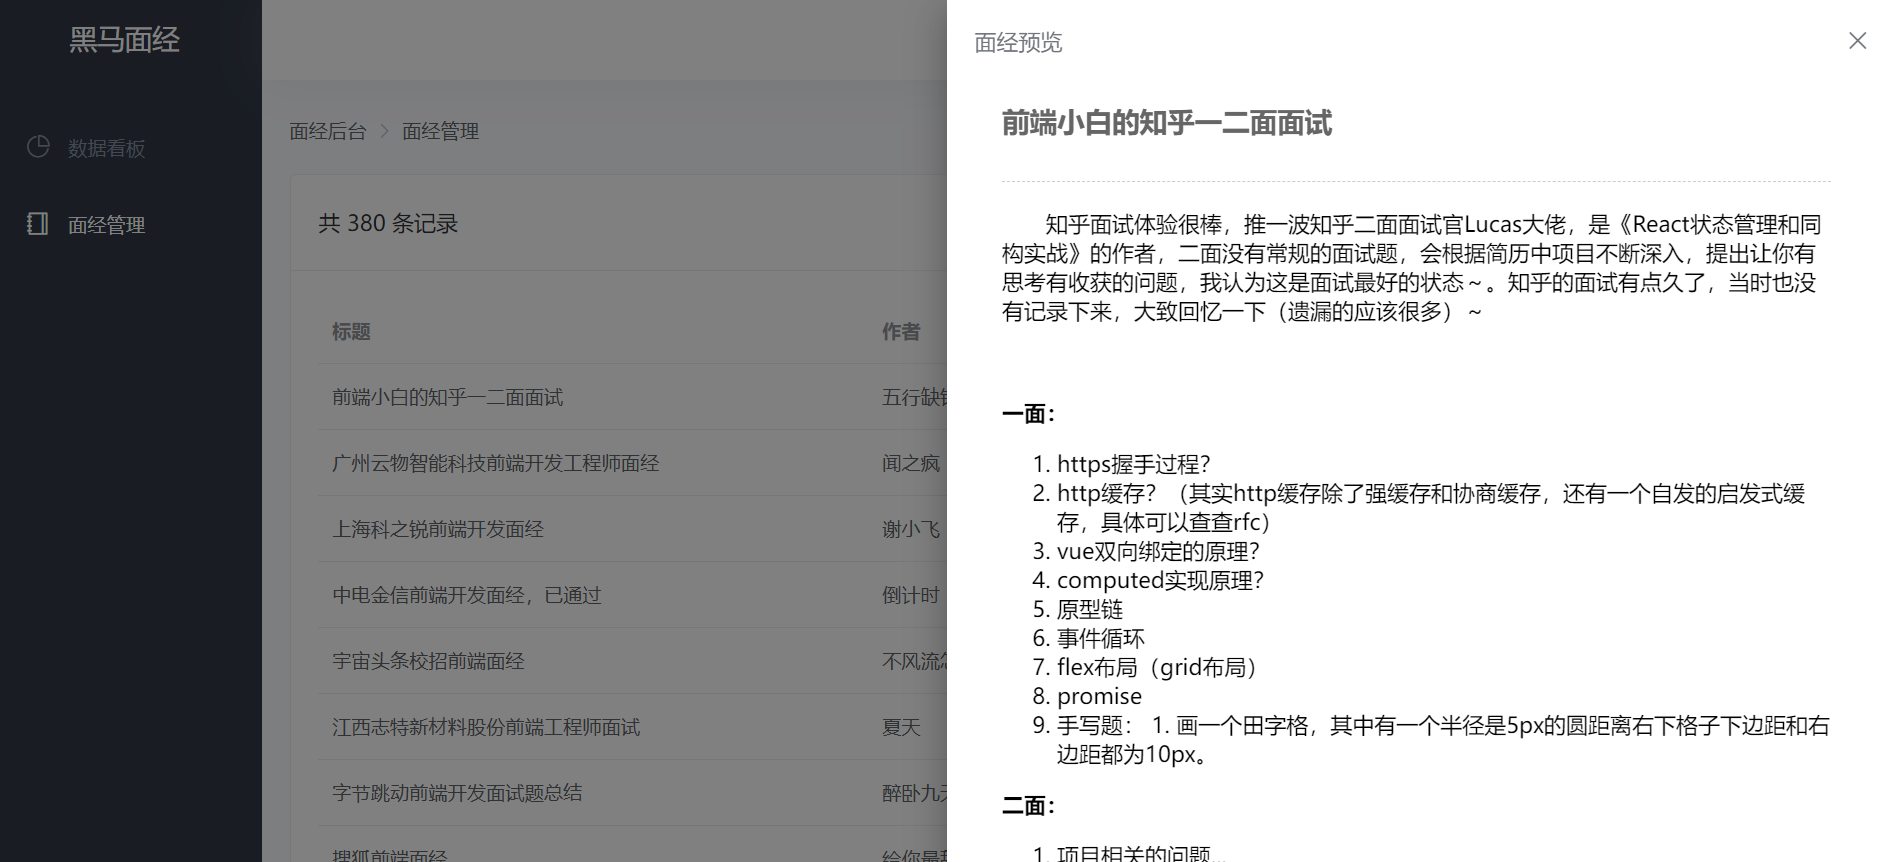 黑马面经
数据看板
面经管理
面经后台 > 面经管理
共 380 条记录
标题 作者
前端小白的知乎一二面面试 五行缺
广州云物智能科技前端开发工程师面经 闻之疯
上海科之锐前端开发面经 谢小飞
中电金信前端开发面经，已通过 倒计时
宇宙头条校招前端面经 不风流
江西志特新材料股份前端工程师面试 夏天
字节跳动前端开发面试题总结 醉卧九
搜狐前端面经 给你最
面经预览
前端小白的知乎一二面面试
知乎面试体验很棒，推一波知乎二面面试官Lucas大佬，是《React状态管理和同
构实战》的作者，二面没有常规的面试题，会根据简历中项目不断深入，提出让你有
思考有收获的问题，我认为这是面试最好的状态～。知乎的面试有点久了，当时也没
有记录下来，大致回忆一下（遗漏的应该很多）～
一面：
1. https握手过程？
2. http缓存？（其实http缓存除了强缓存和协商缓存，还有一个自发的启发式缓
存，具体可以查查rfc）
3. vue双向绑定的原理？
4. computed实现原理？
5. 原型链
6. 事件循环
7. flex布局（grid布局）
8. promise
9. 手写题： 1. 画一个田字格，其中有一个半径是5px的圆距离右下格子下边距和右
边距都为10px。
二面：
1. 项目相关的问题...